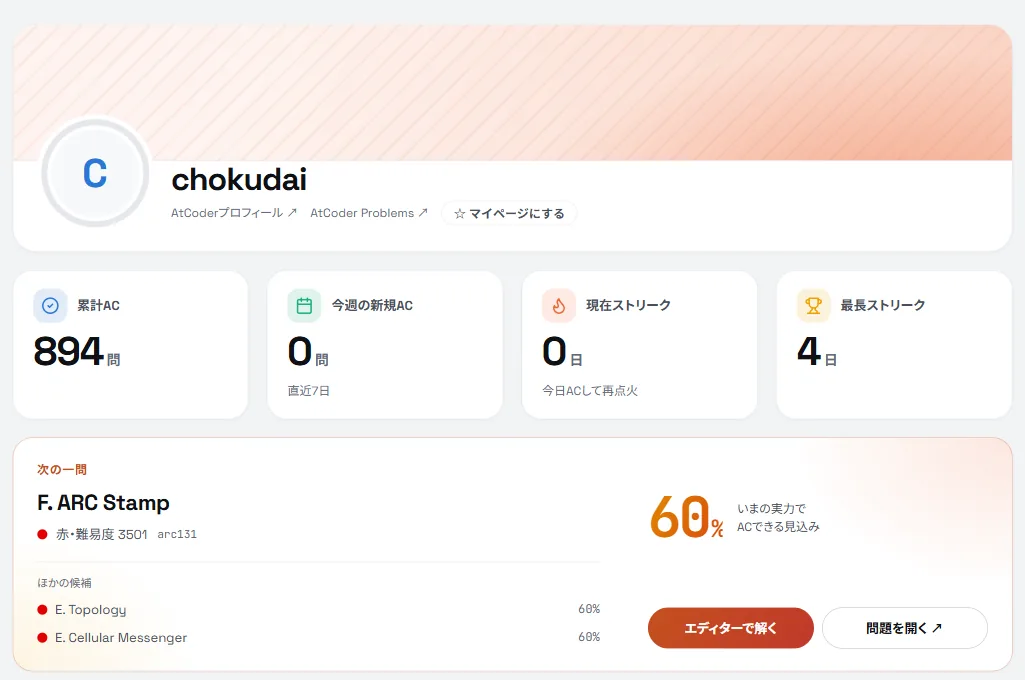 C
chokudai
AtCoderプロフィール ↗ AtCoder Problems ↗ ☆ マイページにする
累計AC
894問
今週の新規AC
0問
直近7日
現在ストリーク
0日
今日ACして再点火
最長ストリーク
4日
次の一問
F. ARC Stamp
赤・難易度 3501 arc131
ほかの候補
E. Topology 60%
E. Cellular Messenger 60%
60%
いまの実力で
ACできる見込み
エディターで解く
問題を開く ↗